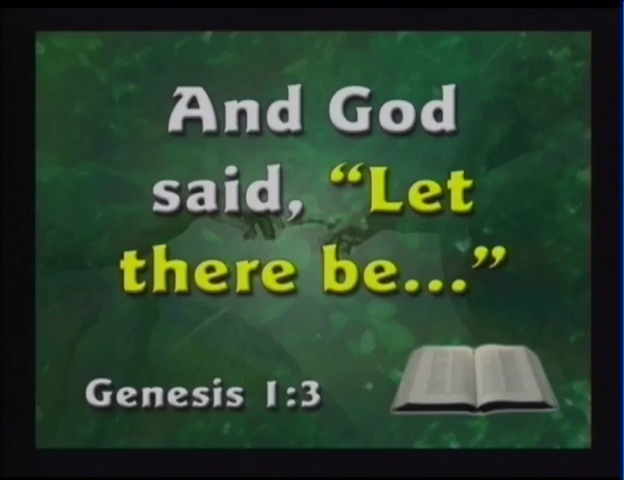 And God
said, “Let
there be...”
Genesis 1:3